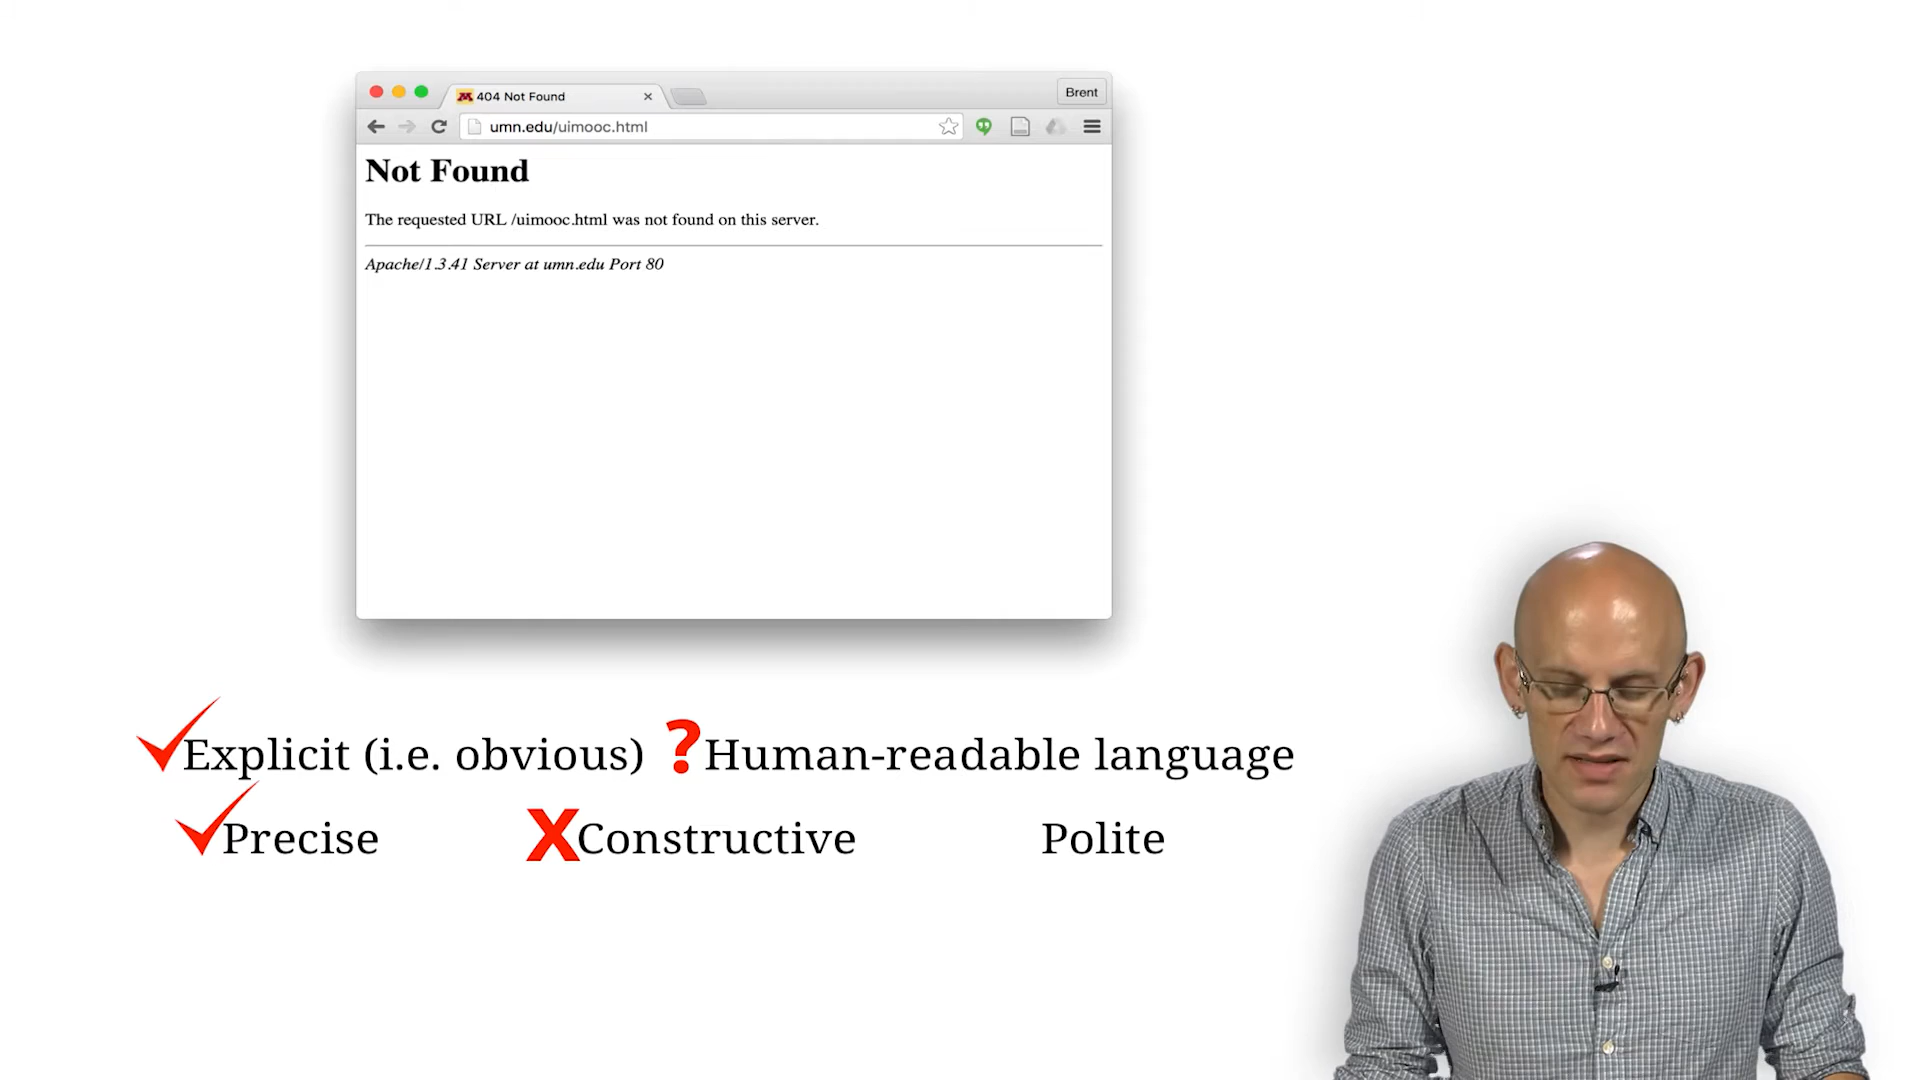 404 Not Found
Brent
umn.edu/uimooc.html
Not Found
The requested URL /uimooc.html was not found on this server.
Apache/1.3.41 Server at umn.edu Port 80
Explicit (i.e. obvious) ? Human-readable language
Precise X Constructive Polite